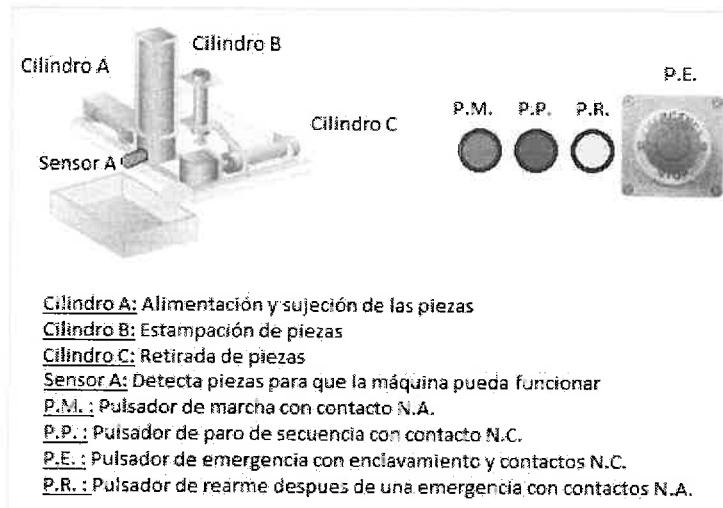 Cilindro B
Cilindro A
P.E.
P.M. P.P. P.R.
Cilindro C
Sensor A
STOP
Cilindro A: Alimentación y sujeción de las piezas
Cilindro B: Estampación de piezas
Cilindro C: Retirada de piezas
Sensor A: Detecta piezas para que la máquina pueda funcionar
P.M. : Pulsador de marcha con contacto N.A.
P.P. : Pulsador de paro de secuencia con contacto N.C.
P.E. : Pulsador de emergencia con enclavamiento y contactos N.C.
P.R. : Pulsador de rearme despues de una emergencia con contactos N.A.